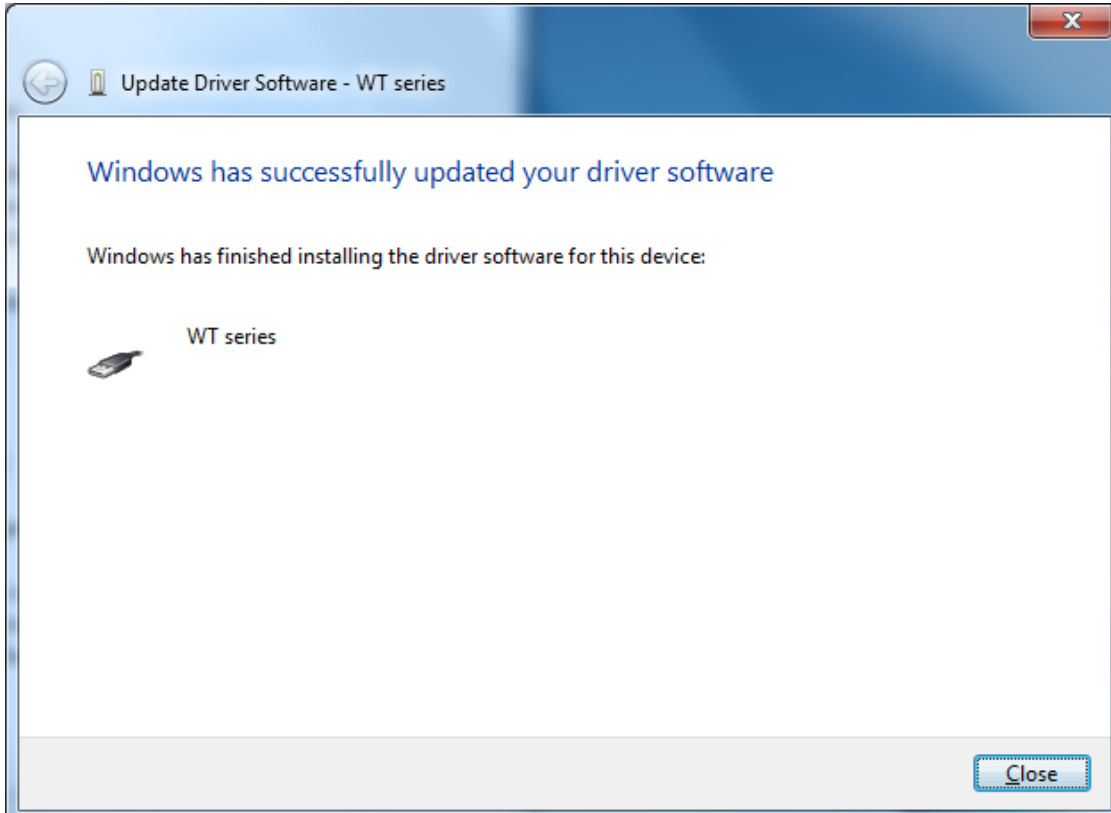 Update Driver Software - WT series
Windows has successfully updated your driver software
Windows has finished installing the driver software for this device:
WT series
Close